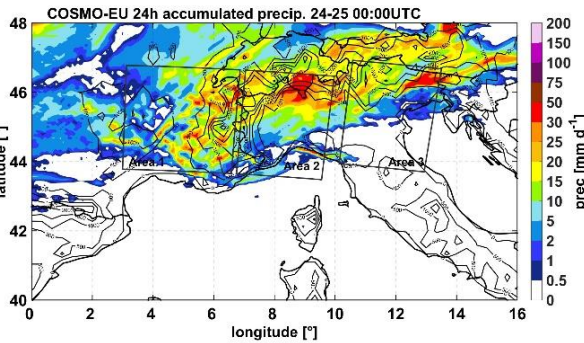 COSMO-EU 24h accumulated precip. 24-25 00:00UTC
48
46
44
42
40
latitude [°]
Area 1
Area 2
Area 3
0 2 4 6 8 10 12 14 16
longitude [°]
200
150
100
75
50
30
25
20
15
10
5
2
1
0.5
0
prec [mm d⁻¹]